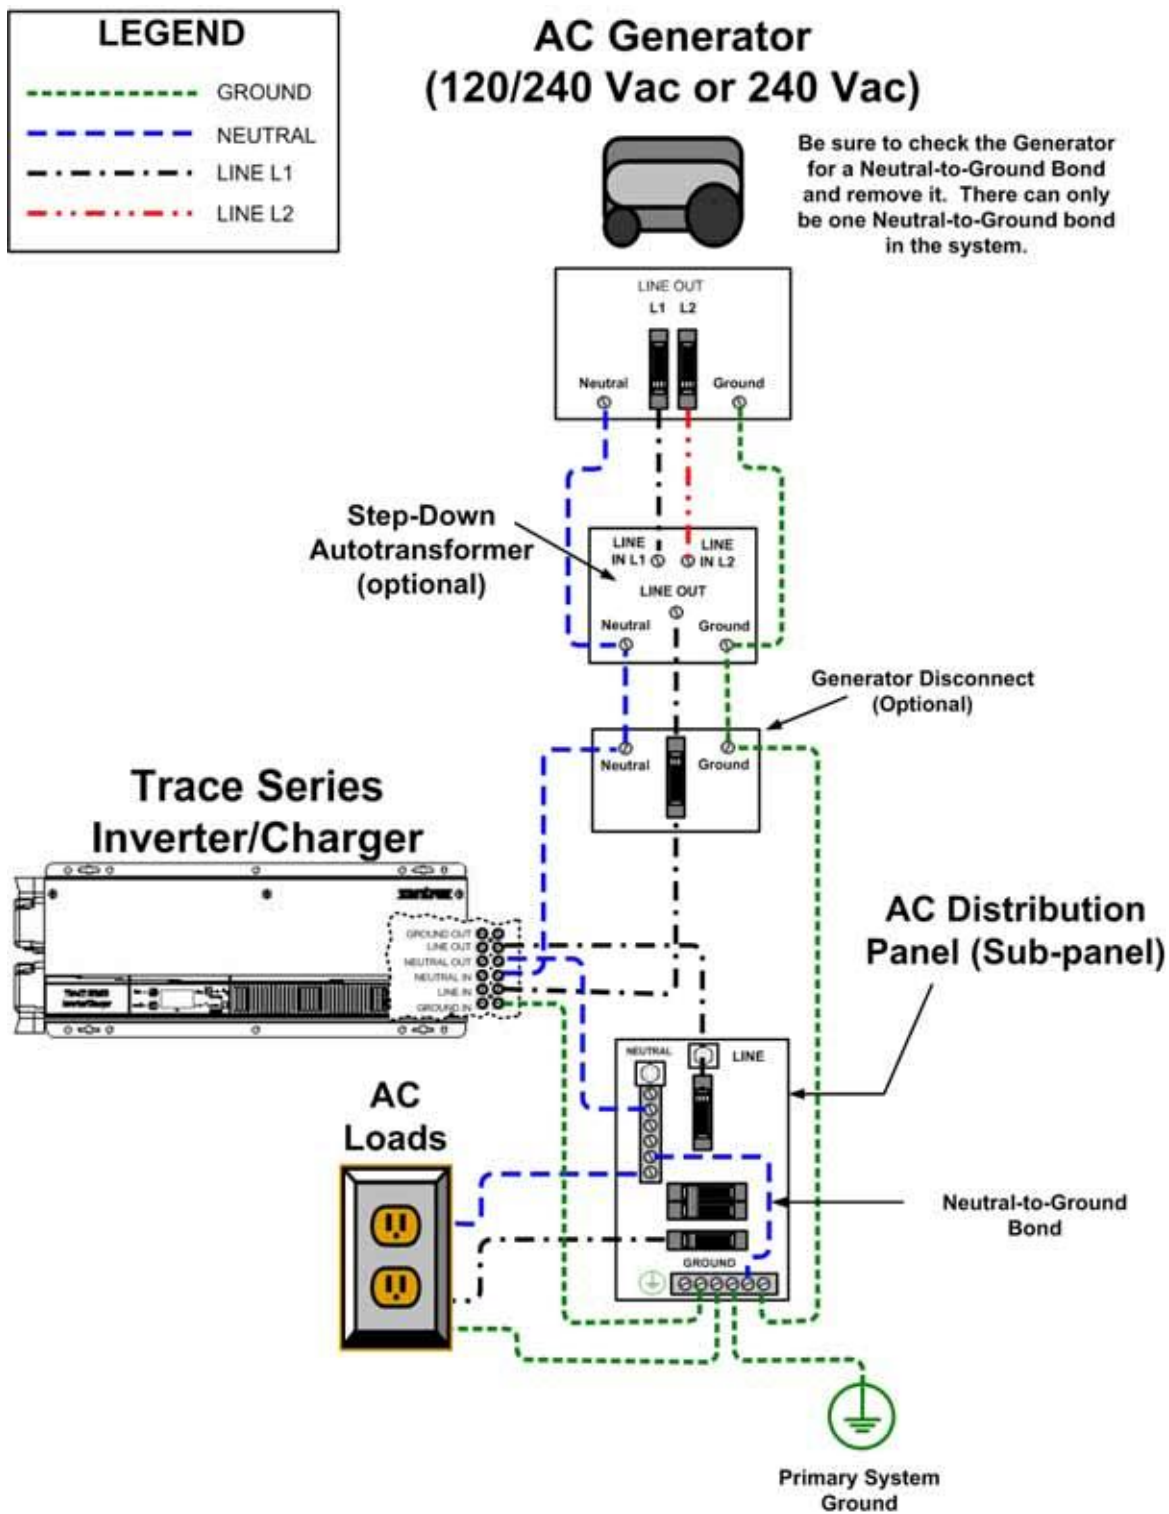 LEGEND
GROUND
NEUTRAL
LINE L1
LINE L2
AC Generator
(120/240 Vac or 240 Vac)
Be sure to check the Generator
for a Neutral-to-Ground Bond
and remove it. There can only
be one Neutral-to-Ground bond
in the system.
LINE OUT
L1 L2
Neutral
Ground
Step-Down
Autotransformer
(optional)
LINE
IN L1
LINE
IN L2
LINE OUT
Neutral
Ground
Generator Disconnect
(Optional)
Neutral
Ground
Trace Series
Inverter/Charger
xantrex
GROUND OUT
LINE OUT
NEUTRAL OUT
NEUTRAL IN
LINE IN
GROUND IN
Inverter/Charger
AC Distribution
Panel (Sub-panel)
NEUTRAL
LINE
AC
Loads
Neutral-to-Ground
Bond
GROUND
Primary System
Ground